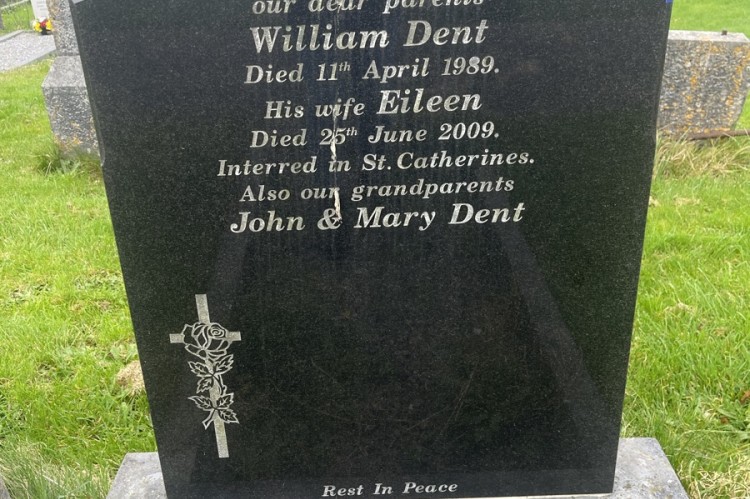 our dear parents
William Dent
Died 11th April 1989.
His wife Eileen
Died 25th June 2009.
Interred in St. Catherines.
Also our grandparents
John & Mary Dent
Rest In Peace